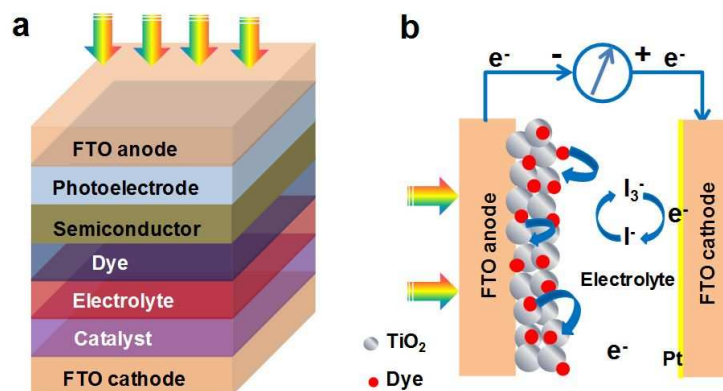 a
FTO anode
Photoelectrode
Semiconductor
Dye
Electrolyte
Catalyst
FTO cathode
b
e⁻ - + e⁻
FTO anode
I₃⁻
e⁻
I⁻
Electrolyte
FTO cathode
TiO₂
e⁻
Pt
Dye